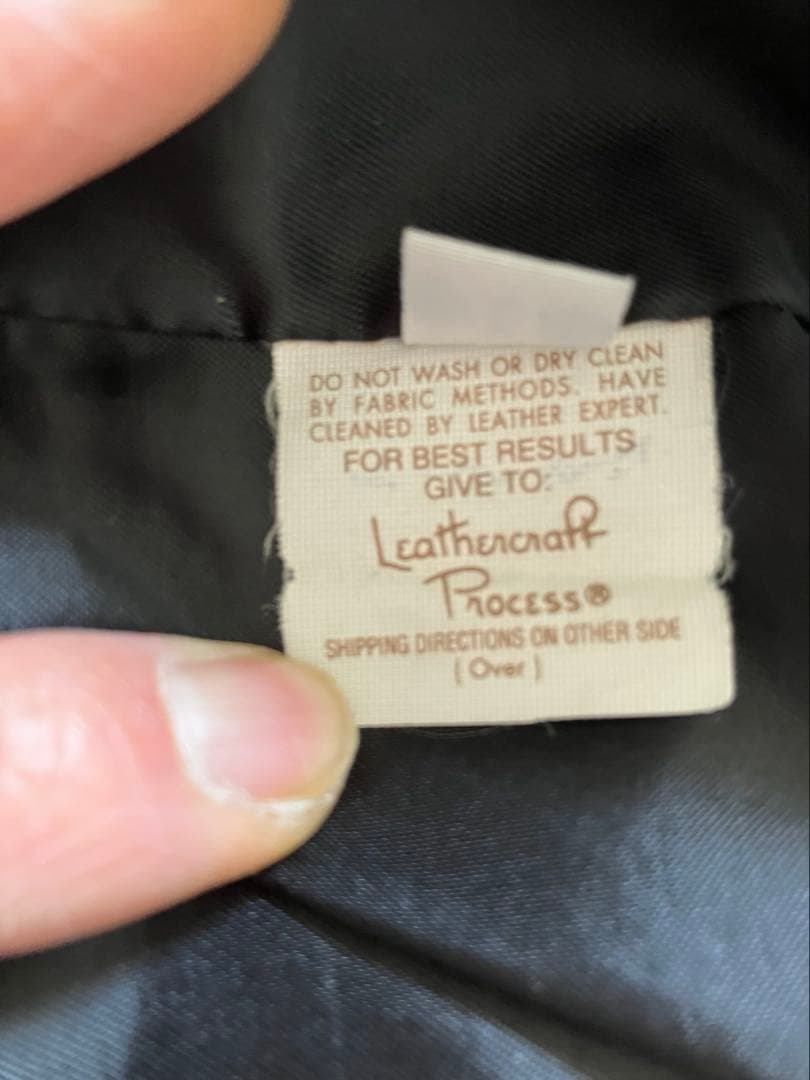 DO NOT WASH OR DRY CLEAN
BY FABRIC METHODS. HAVE
CLEANED BY LEATHER EXPERT.
FOR BEST RESULTS
GIVE TO:
Leathercraft
Process®
SHIPPING DIRECTIONS ON OTHER SIDE
( Over )